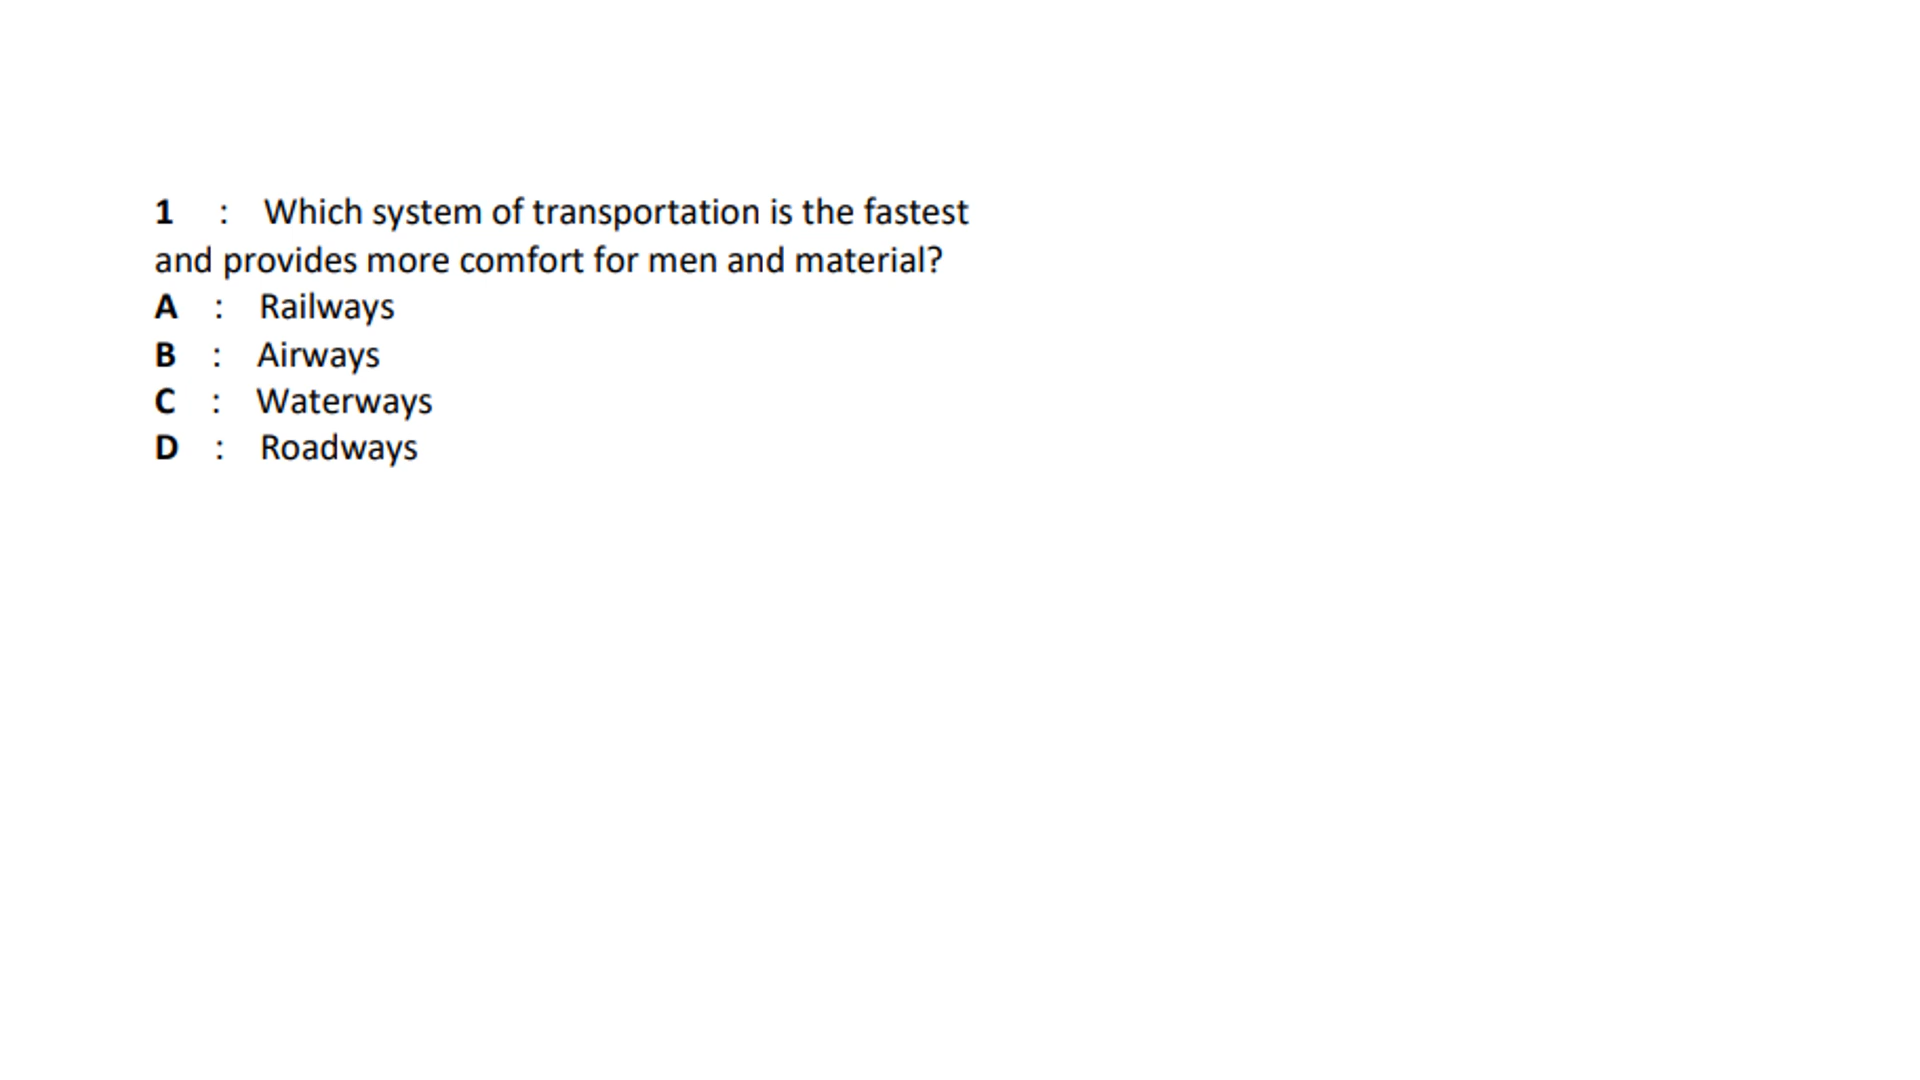 1 : Which system of transportation is the fastest
and provides more comfort for men and material?
A : Railways
B : Airways
C : Waterways
D : Roadways